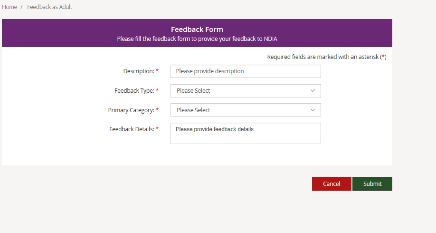 Home / Feedback as Adult
Feedback Form
Please fill the feedback form to provide your feedback to NDIA
Required fields are marked with an asterisk (*)
Description: * Please provide description
Feedback Type: * Please Select
Primary Category: * Please Select
Feedback Details: * Please provide feedback details
Cancel Submit